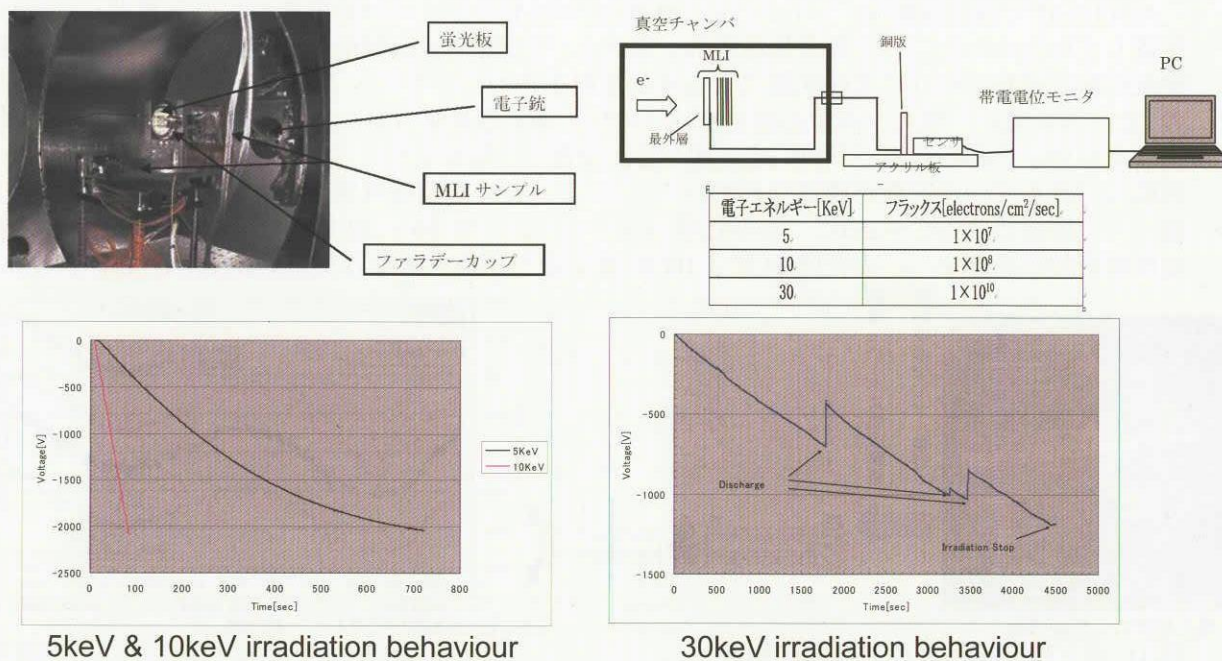 蛍光板
電子銃
MLI サンプル
ファラデーカップ
真空チャンバ
MLI
e-
最外層
銅版
センサ
アクリル板
帯電電位モニタ
PC
電子エネルギー[KeV] フラックス[electrons/cm²/sec]
5 1×10⁷
10 1×10⁸
30 1×10¹⁰
0
-500
-1000
-1500
-2000
-2500
Voltage[V]
0 100 200 300 400 500 600 700 800
Time[sec]
5KeV
10KeV
5keV & 10keV irradiation behaviour
0
-500
-1000
-1500
Voltage[V]
Discharge
Irradiation Stop
0 500 1000 1500 2000 2500 3000 3500 4000 4500 5000
Time[sec]
30keV irradiation behaviour